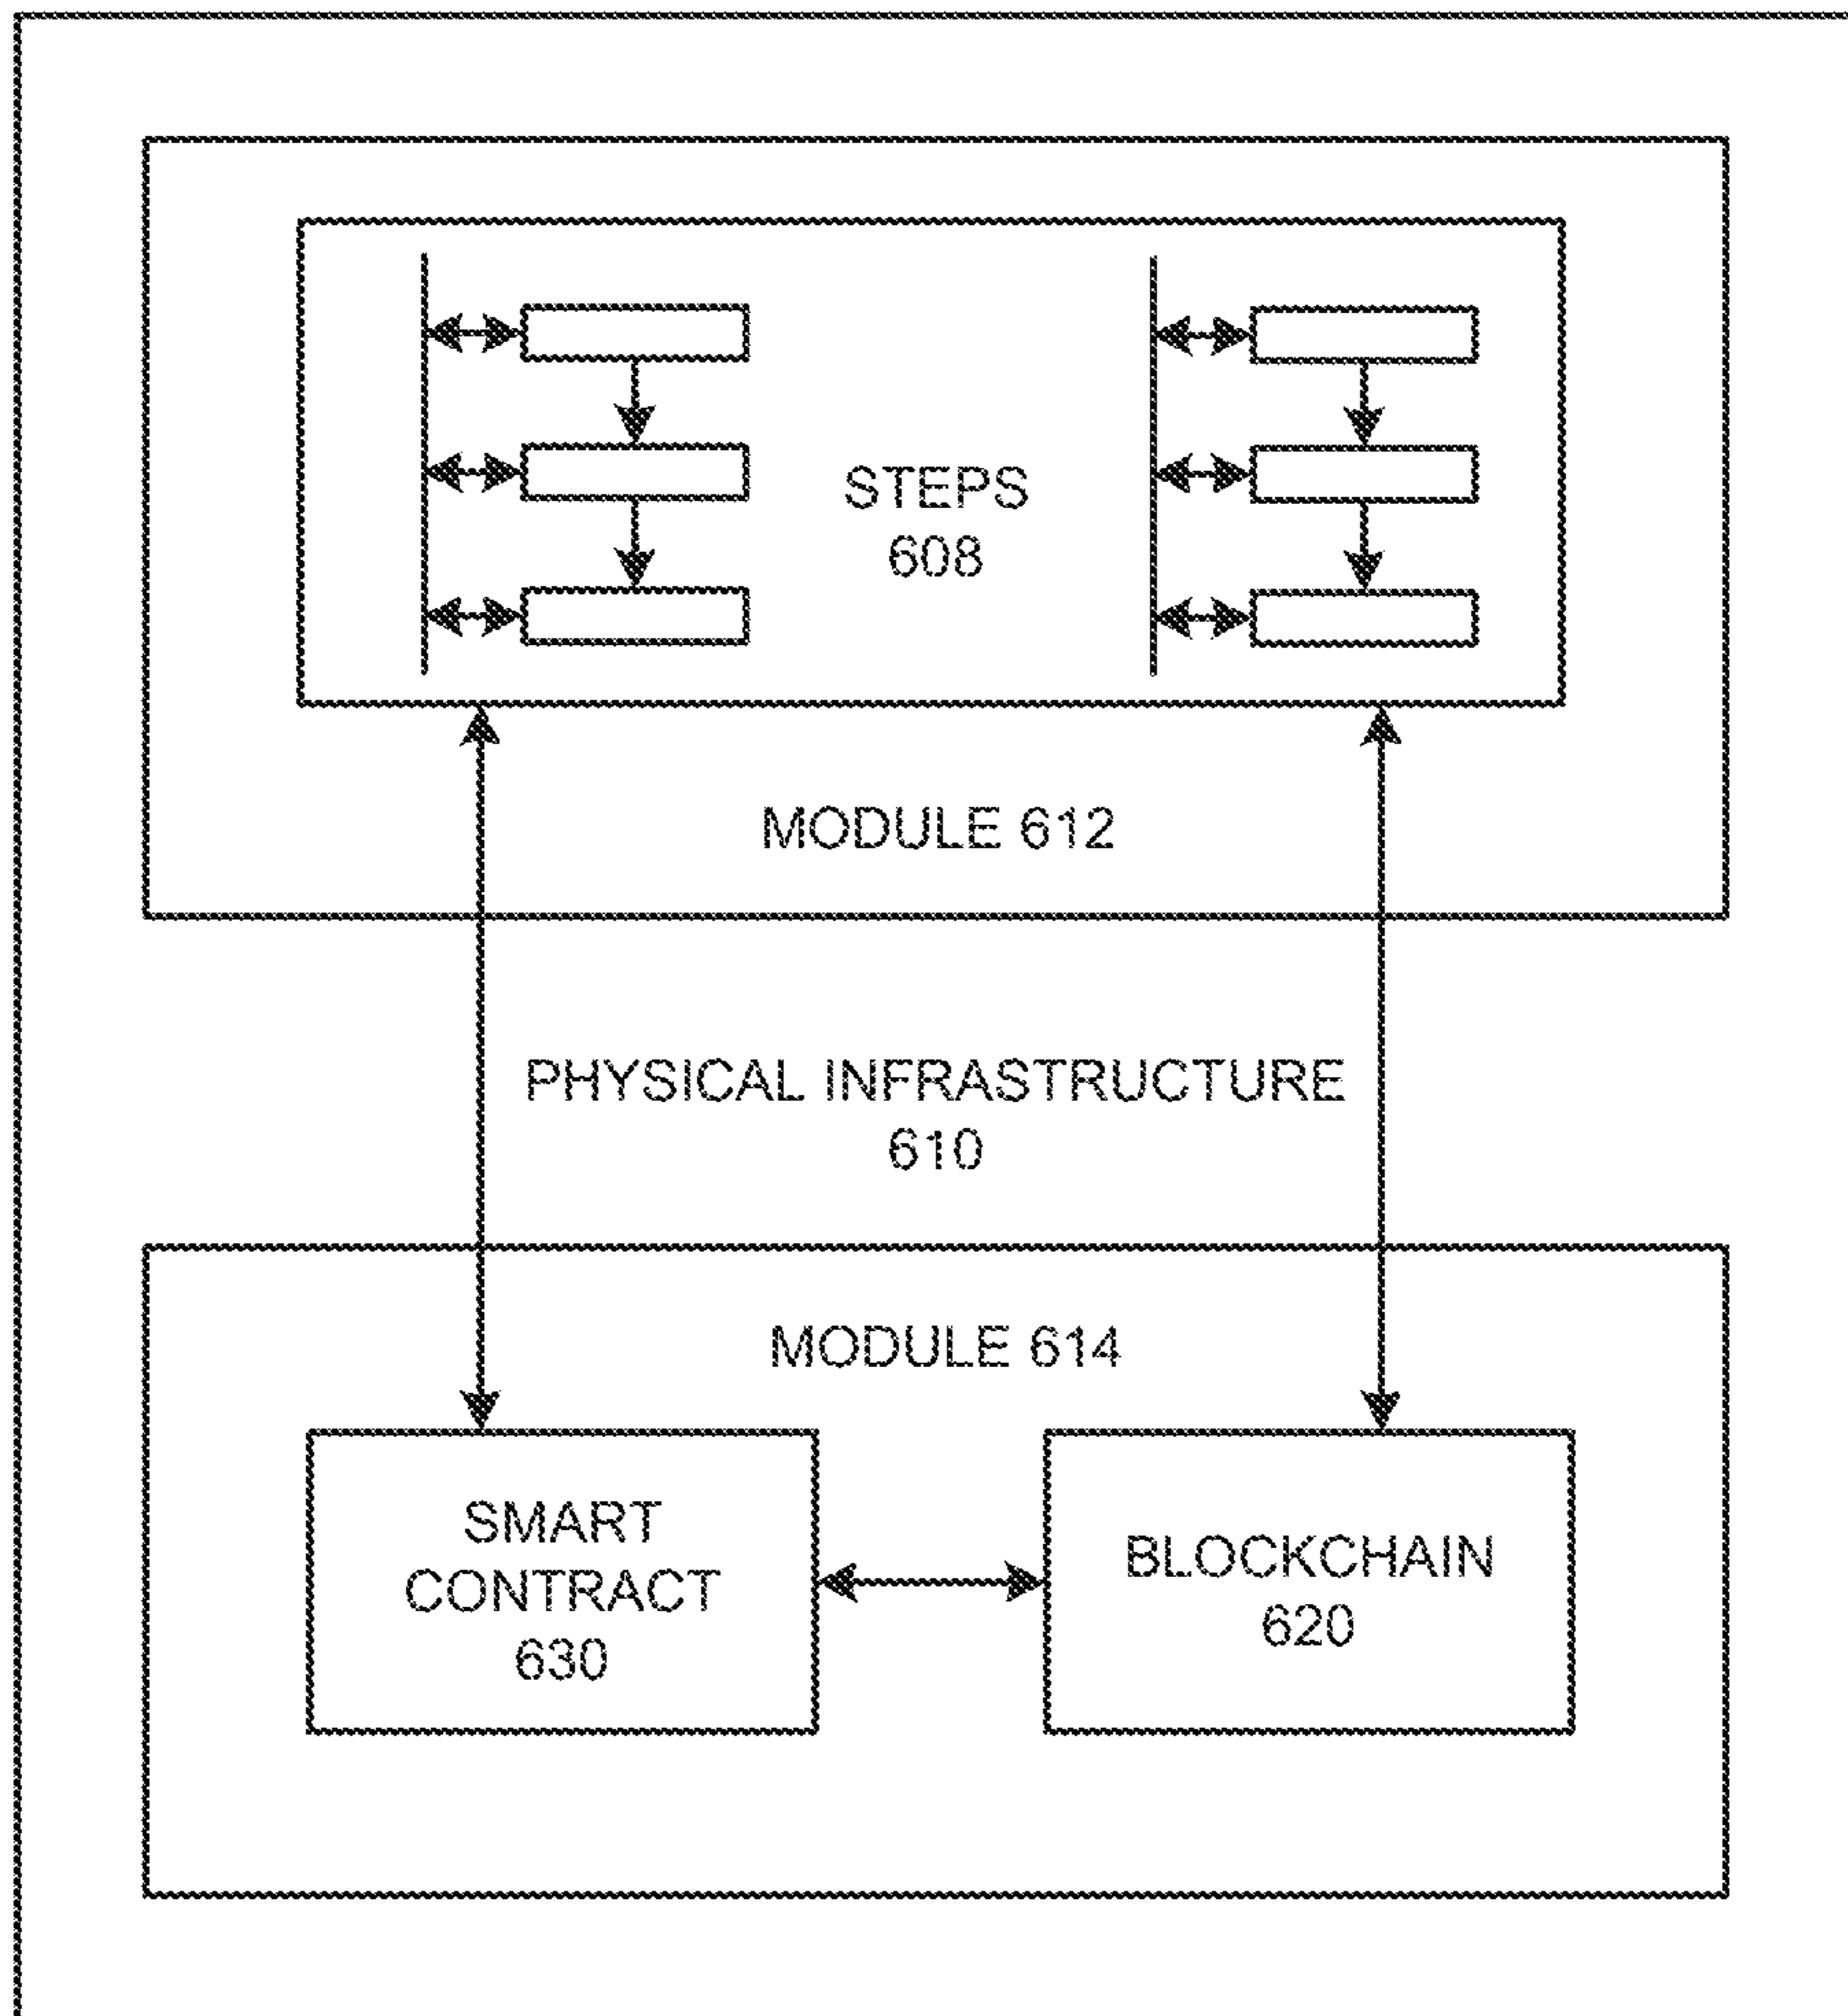 STEPS
608
MODULE 612
PHYSICAL INFRASTRUCTURE
610
MODULE 614
SMART
CONTRACT
630
BLOCKCHAIN
620